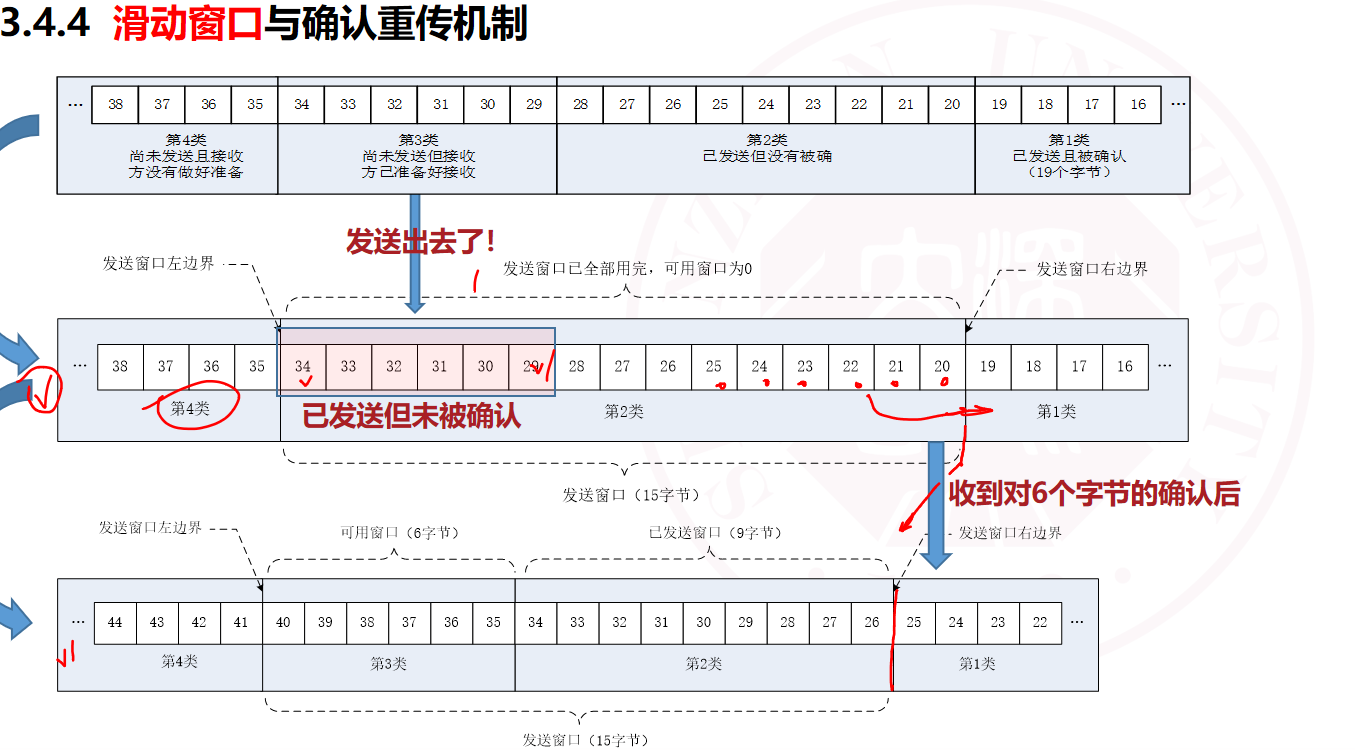 3.4.4 滑动窗口与确认重传机制
… 38 37 36 35 34 33 32 31 30 29 28 27 26 25 24 23 22 21 20 19 18 17 16 …
第4类
尚未发送且接收
方没有做好准备
第3类
尚未发送但接收
方已准备好接收
第2类
已发送但没有被确
第1类
已发送且被确认
（19个字节）
发送出去了!
发送窗口左边界
发送窗口已全部用完，可用窗口为0
发送窗口右边界
… 38 37 36 35 34 33 32 31 30 29 28 27 26 25 24 23 22 21 20 19 18 17 16 …
第4类
已发送但未被确认
第2类
第1类
发送窗口（15字节）
收到对6个字节的确认后
发送窗口左边界
可用窗口（6字节）
已发送窗口（9字节）
发送窗口右边界
… 44 43 42 41 40 39 38 37 36 35 34 33 32 31 30 29 28 27 26 25 24 23 22 …
第4类
第3类
第2类
第1类
发送窗口（15字节）